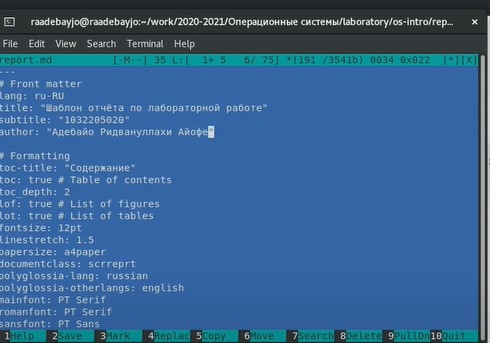 raadebayjo@raadebayjo:~/work/2020-2021/Операционные системы/laboratory/os-intro/rep...
File Edit View Search Terminal Help
report.md [-M--] 35 L:[ 1+ 5 6/ 75] *(191 /3541b) 0034 0x022 [*][X]
---
# Front matter
lang: ru-RU
title: "Шаблон отчёта по лабораторной работе"
subtitle: "1032205020"
author: "Адебайо Ридвануллахи Айофе"
# Formatting
toc-title: "Содержание"
toc: true # Table of contents
toc_depth: 2
lof: true # List of figures
lot: true # List of tables
fontsize: 12pt
linestretch: 1.5
papersize: a4paper
documentclass: scrreprt
polyglossia-lang: russian
polyglossia-otherlangs: english
mainfont: PT Serif
romanfont: PT Serif
sansfont: PT Sans
1Help 2Save 3Mark 4Replac 5Copy 6Move 7Search 8Delete 9PullDn 10Quit